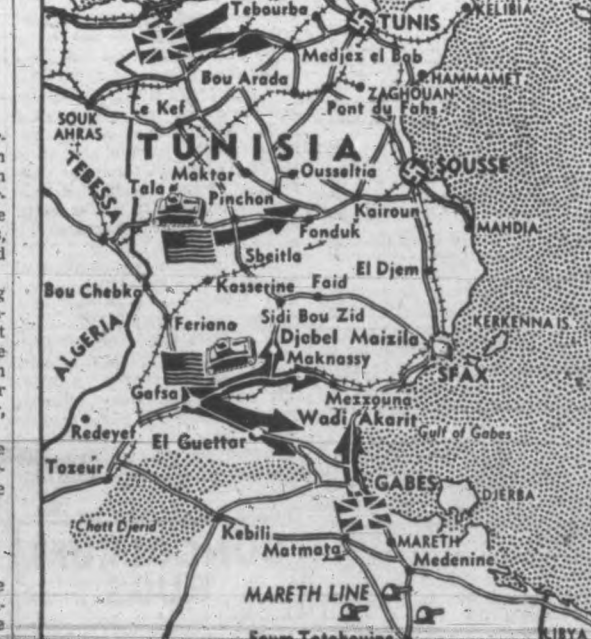 Tebourba
TUNIS
KELIBIA
Medjez el Bab
Bou Arada
HAMMAMET
ZAGHOUAN
Le Kef
Pont du Fahs
SOUK
AHRAS
TUNISIA
TEBESSA
SOUSSE
Maktar
Ousseltia
Tala
Pinchon
Kairoun
MAHDIA
Fonduk
Sbeitla
El Djem
Kasserine
Faid
Bou Chebka
Sidi Bou Zid
KERKENNA IS.
Feriana
Djebel Maizila
ALGERIA
Maknassy
SFAX
Gafsa
Mezzouna
Wadi Akarit
Redeyef
El Guettar
Gulf of Gabes
Tozeur
GABES
DJERBA
Chott Djerid
Kebili
MARETH
Matmata
Medenine
MARETH LINE
LIBYA